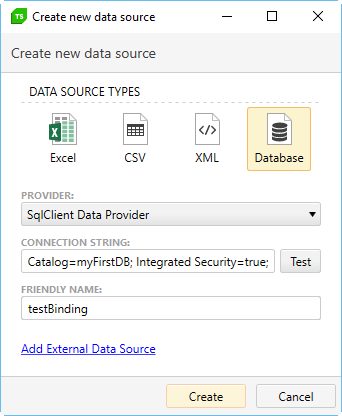 TS Create new data source
Create new data source
DATA SOURCE TYPES
Excel CSV XML Database
PROVIDER:
SqlClient Data Provider
CONNECTION STRING:
Catalog=myFirstDB; Integrated Security=true; Test
FRIENDLY NAME:
testBinding
Add External Data Source
Create Cancel